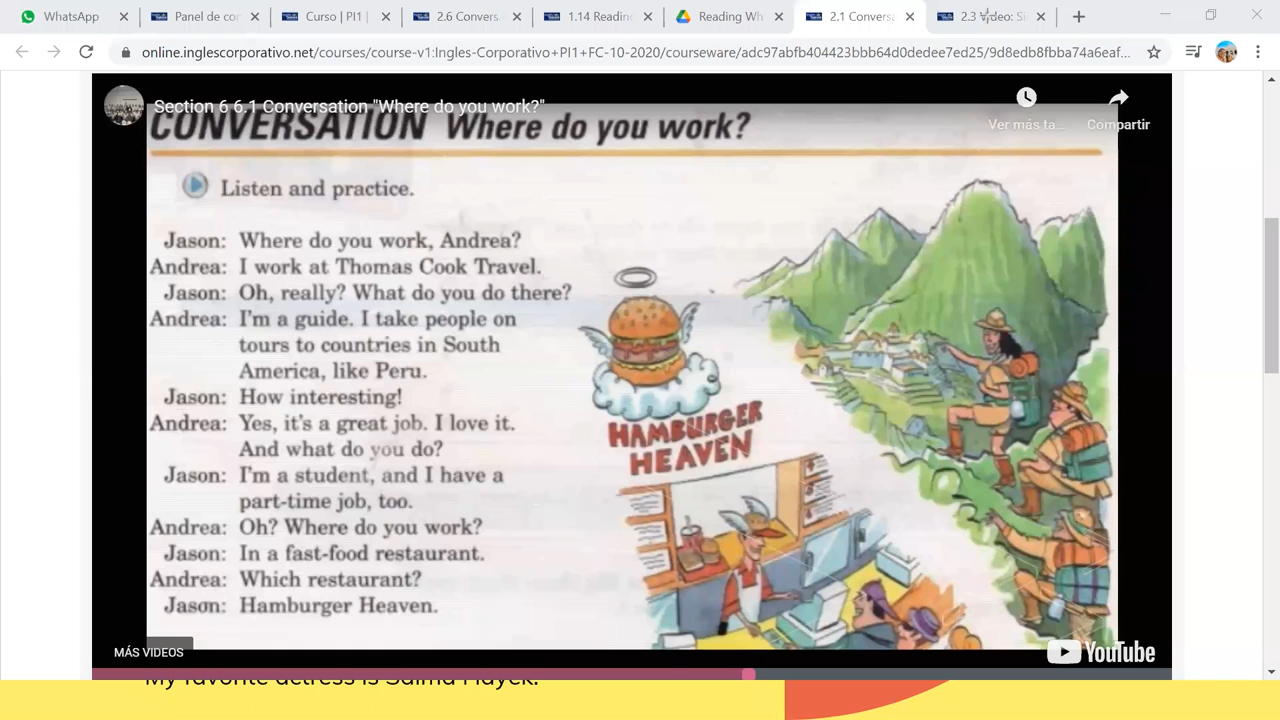 WhatsApp
Panel de co
Curso | PI1 |
2.6 Convers
1.14 Readin
Reading Wh
2.1 Convers
2.3 Video: Si
online.inglescorporativo.net/courses/course-v1:Ingles-Corporativo+PI1+FC-10-2020/courseware/adc97abfb404423bbb64d0dedee7ed25/9d8edb8fbba74a6eaf...
Section 6 6.1 Conversation "Where do you work?"
Ver más ta...
Compartir
CONVERSATION Where do you work?
Listen and practice.
Jason: Where do you work, Andrea?
Andrea: I work at Thomas Cook Travel.
Jason: Oh, really? What do you do there?
Andrea: I'm a guide. I take people on
tours to countries in South
America, like Peru.
Jason: How interesting!
Andrea: Yes, it's a great job. I love it.
And what do you do?
Jason: I'm a student, and I have a
part-time job, too.
Andrea: Oh? Where do you work?
Jason: In a fast-food restaurant.
Andrea: Which restaurant?
Jason: Hamburger Heaven.
HAMBURGER
HEAVEN
MÁS VIDEOS
YouTube
My favorite actress is Salma Hayek.